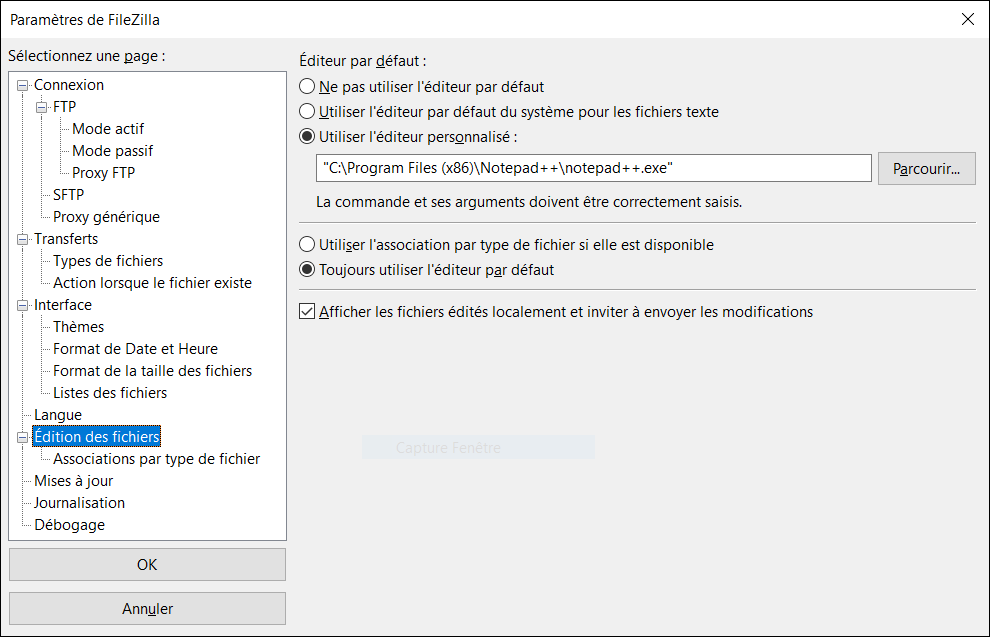 Paramètres de FileZilla
Sélectionnez une page :
Connexion
FTP
Mode actif
Mode passif
Proxy FTP
SFTP
Proxy générique
Transferts
Types de fichiers
Action lorsque le fichier existe
Interface
Thèmes
Format de Date et Heure
Format de la taille des fichiers
Listes des fichiers
Langue
Édition des fichiers
Associations par type de fichier
Mises à jour
Journalisation
Débogage
OK
Annuler
Éditeur par défaut :
Ne pas utiliser l'éditeur par défaut
Utiliser l'éditeur par défaut du système pour les fichiers texte
Utiliser l'éditeur personnalisé :
"C:\Program Files (x86)\Notepad++\notepad++.exe"
Parcourir...
La commande et ses arguments doivent être correctement saisis.
Utiliser l'association par type de fichier si elle est disponible
Toujours utiliser l'éditeur par défaut
Afficher les fichiers édités localement et inviter à envoyer les modifications
Capture Fenêtre